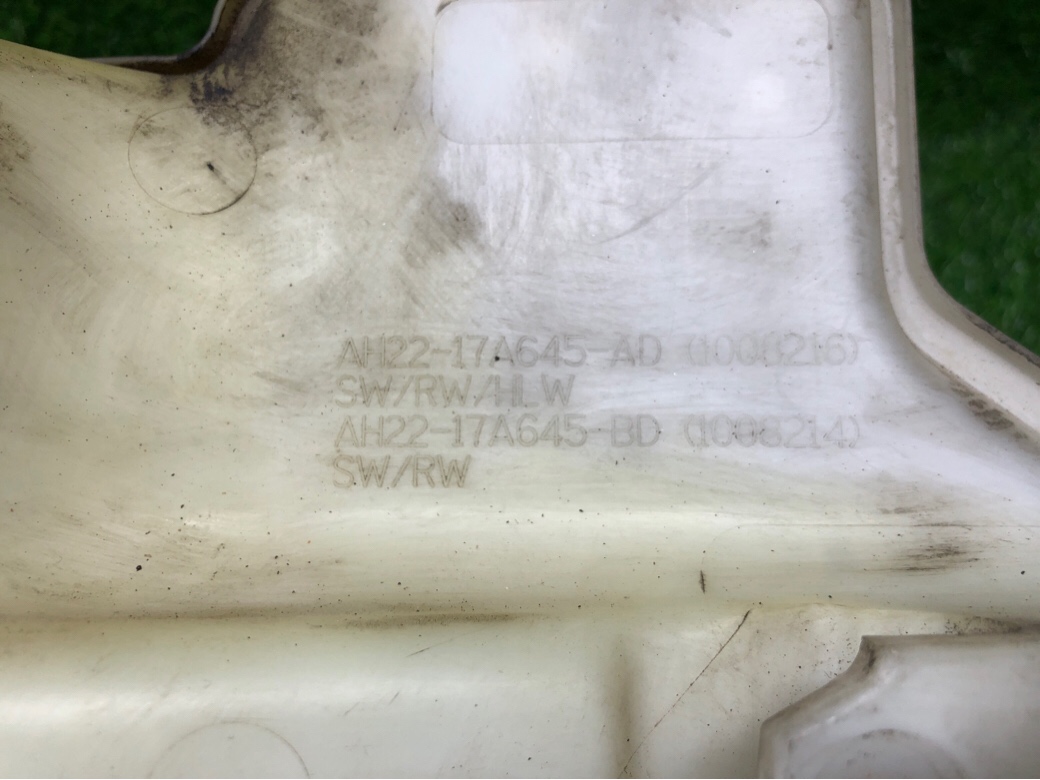 AH22-17A645-AD (1008216)
SW/RW/HLW
AH22-17A645-BD (1008214)
SW/RW